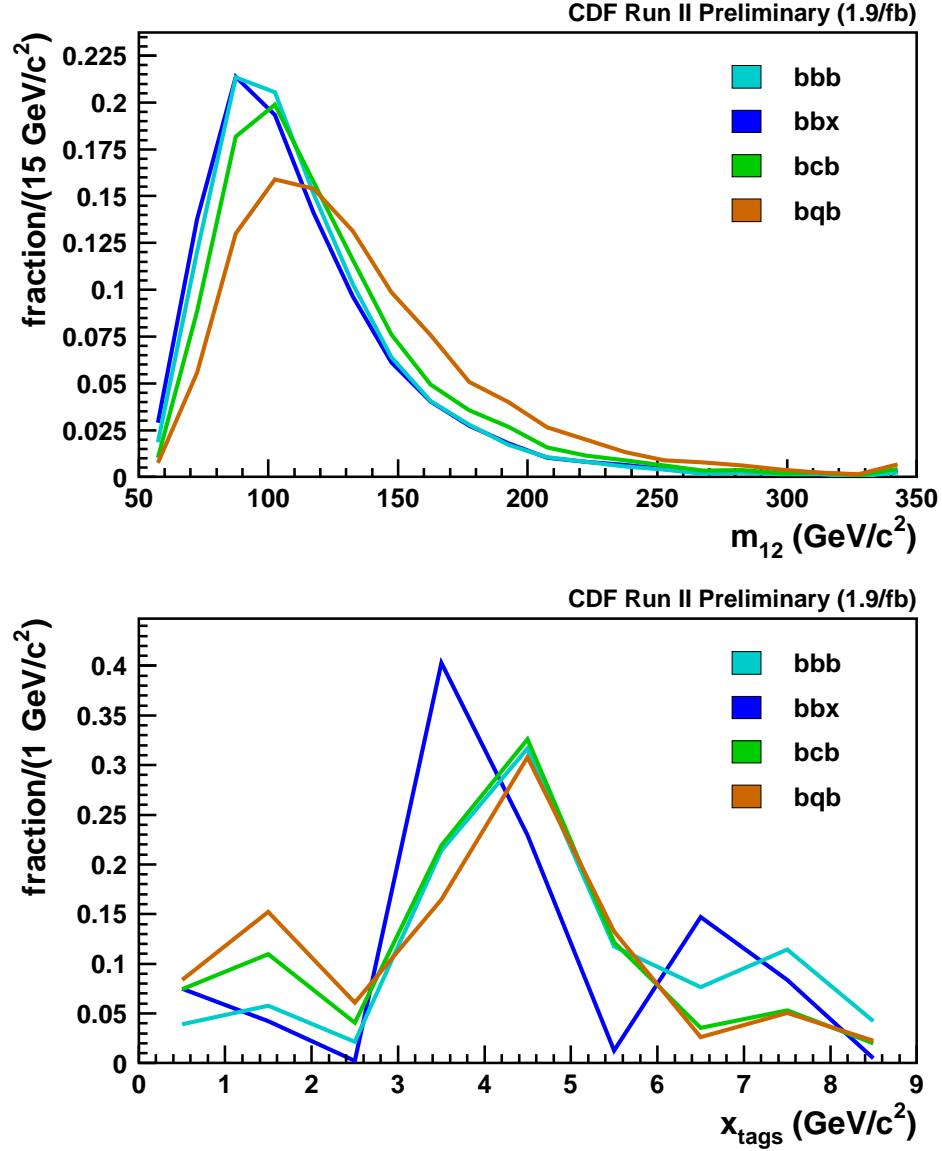 CDF Run II Preliminary (1.9/fb)
fraction/(15 GeV/c²)
0.225
0.2
0.175
0.15
0.125
0.1
0.075
0.05
0.025
0
bbb
bbx
bcb
bqb
50 100 150 200 250 300 350
m₁₂ (GeV/c²)
CDF Run II Preliminary (1.9/fb)
fraction/(1 GeV/c²)
0.4
0.35
0.3
0.25
0.2
0.15
0.1
0.05
0
bbb
bbx
bcb
bqb
0 1 2 3 4 5 6 7 8 9
x_tags (GeV/c²)